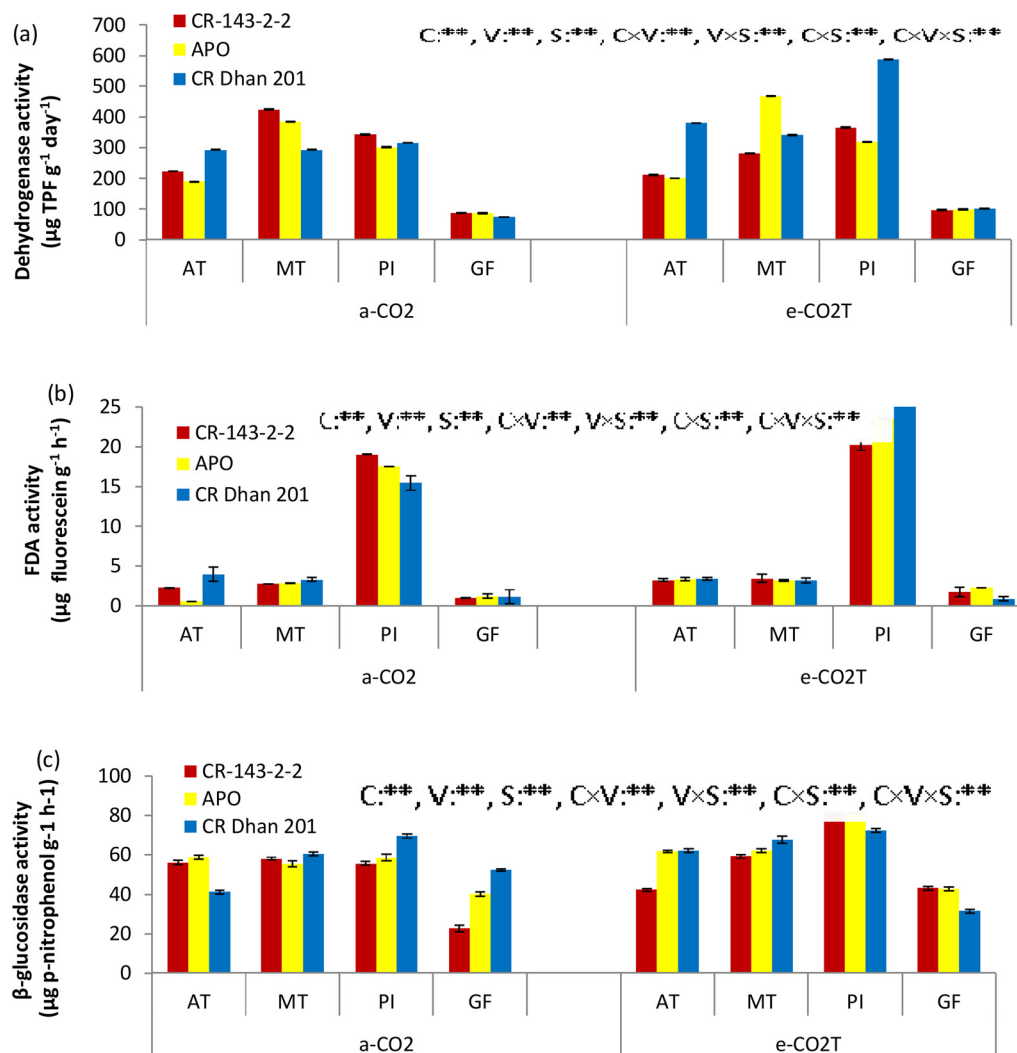 (a)
Dehydrogenase activity
(µg TPF g⁻¹ day⁻¹)
700
600
500
400
300
200
100
0
CR-143-2-2
APO
CR Dhan 201
C:**, V:**, S:**, C×V:**, V×S:**, C×S:**, C×V×S:**
AT MT PI GF AT MT PI GF
a-CO2 e-CO2T
(b)
FDA activity
(µg fluorescein g⁻¹ h⁻¹)
25
20
15
10
5
0
C:**, V:**, S:**, C×V:**, V×S:**, C×S:**, C×V×S:**
CR-143-2-2
APO
CR Dhan 201
AT MT PI GF AT MT PI GF
a-CO2 e-CO2T
(c)
β-glucosidase activity
(µg p-nitrophenol g-1 h-1)
100
80
60
40
20
0
CR-143-2-2
APO
CR Dhan 201
C:**, V:**, S:**, C×V:**, V×S:**, C×S:**, C×V×S:**
AT MT PI GF AT MT PI GF
a-CO2 e-CO2T